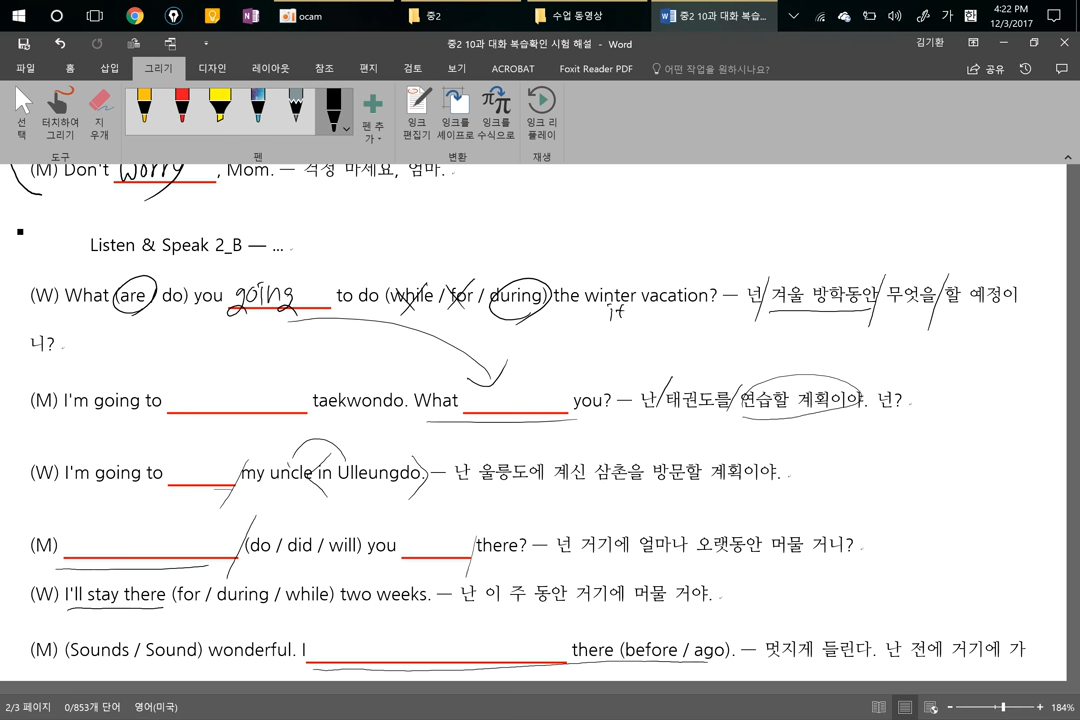 ocam
중2
수업 동영상
중2 10과 대화 복습...
가
한
4:22 PM
12/3/2017
중2 10과 대화 복습확인 시험 해설 - Word
김기환
파일 홈 삽입 그리기 디자인 레이아웃 참조 편지 검토 보기 ACROBAT Foxit Reader PDF 어떤 작업을 원하시나요? 공유
선택
터치하여 그리기
지우개
펜 추가
잉크 편집기
잉크를 셰이프로
잉크를 수식으로
잉크 리플레이
도구 펜 변환 재생
(M) Don't worry, Mom. — 걱정 마세요, 엄마.
Listen & Speak 2_B — ...
(W) What (are / do) you going to do (while / for / during) the winter vacation? — 넌 겨울 방학동안 무엇을 할 예정이
it
니?
(M) I'm going to taekwondo. What you? — 난 태권도를 연습할 계획이야. 넌?
(W) I'm going to my uncle in Ulleungdo. — 난 울릉도에 계신 삼촌을 방문할 계획이야.
(M) (do / did / will) you there? — 넌 거기에 얼마나 오랫동안 머물 거니?
(W) I'll stay there (for / during / while) two weeks. — 난 이 주 동안 거기에 머물 거야.
(M) (Sounds / Sound) wonderful. I there (before / ago). — 멋지게 들린다. 난 전에 거기에 가
2/3 페이지 0/853개 단어 영어(미국) 184%